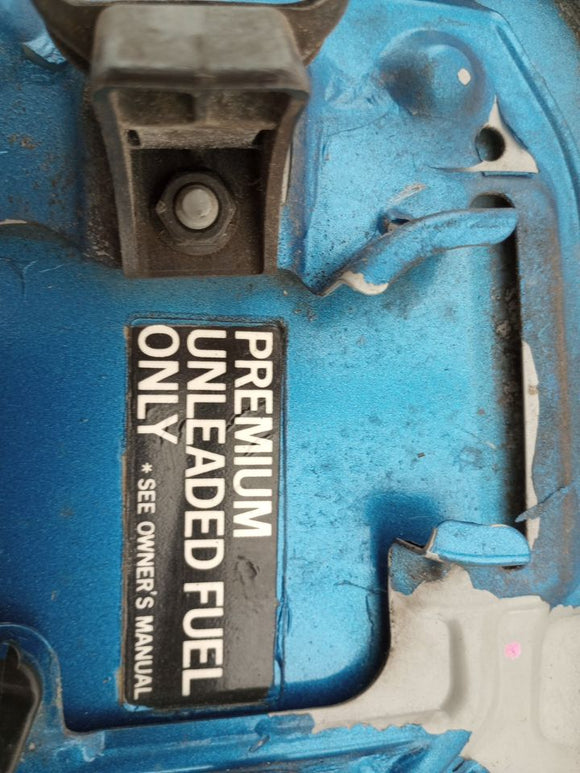 PREMIUM
UNLEADED FUEL
ONLY * SEE OWNER'S MANUAL